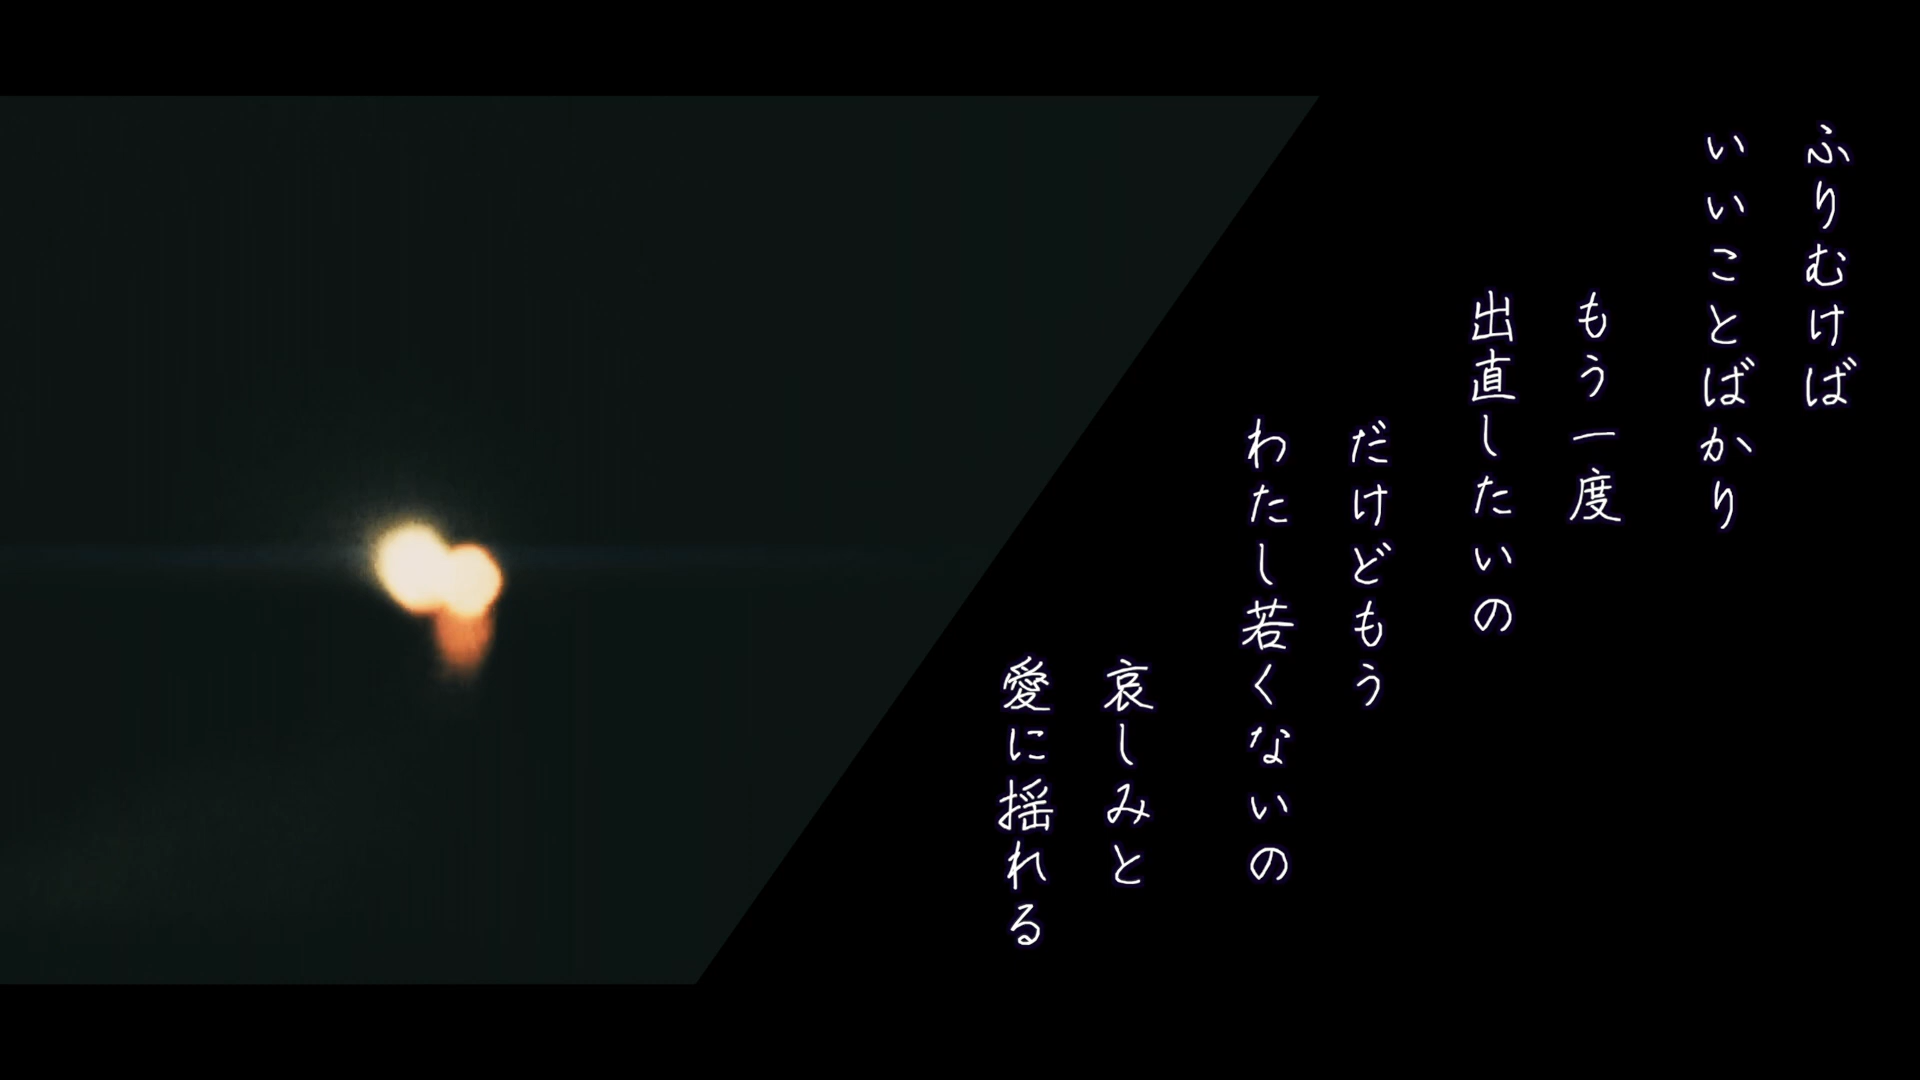 ふりむけば
いいことばかり
もう一度
出直したいの
だけどもう
わたし若くないの
哀しみと
愛に揺れる